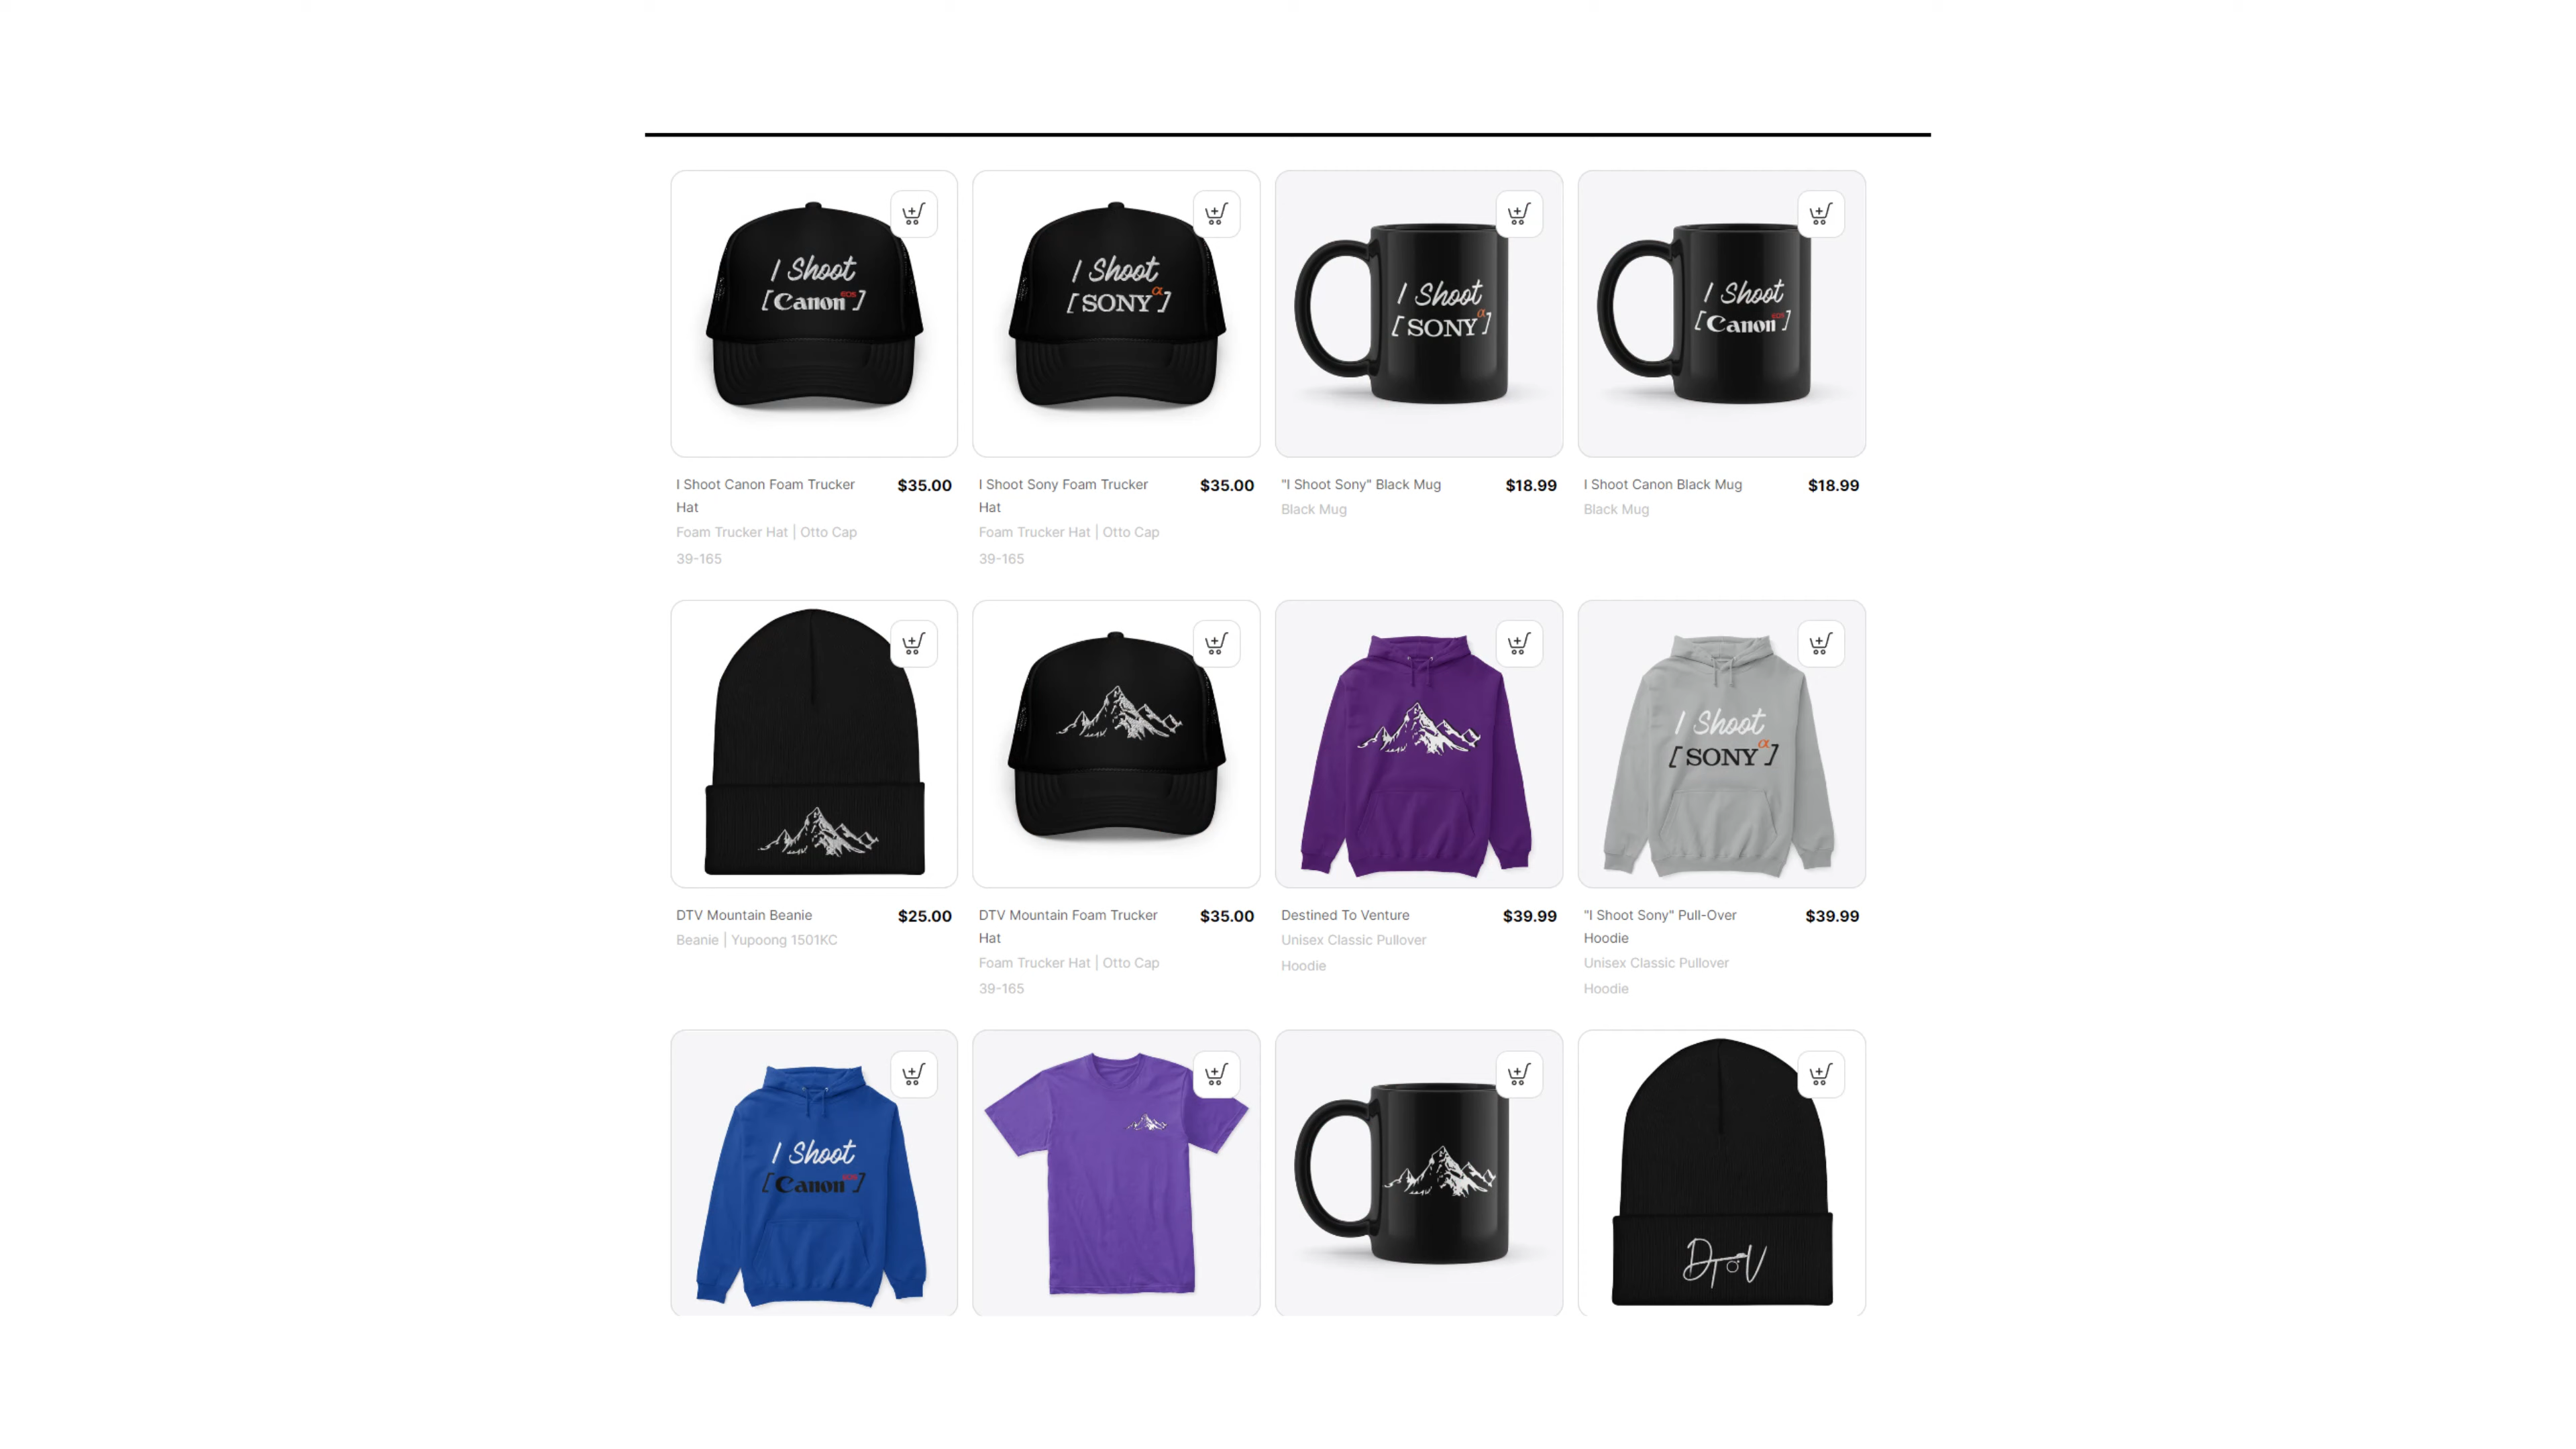 I Shoot
[Canon EOS]
I Shoot
[SONY α]
I Shoot
[SONY α]
I Shoot
[Canon EOS]
I Shoot Canon Foam Trucker
Hat
$35.00
Foam Trucker Hat | Otto Cap
39-165
I Shoot Sony Foam Trucker
Hat
$35.00
Foam Trucker Hat | Otto Cap
39-165
"I Shoot Sony" Black Mug
$18.99
Black Mug
I Shoot Canon Black Mug
$18.99
Black Mug
I Shoot
[SONY α]
DTV Mountain Beanie
$25.00
Beanie | Yupoong 1501KC
DTV Mountain Foam Trucker
Hat
$35.00
Foam Trucker Hat | Otto Cap
39-165
Destined To Venture
$39.99
Unisex Classic Pullover
Hoodie
"I Shoot Sony" Pull-Over
Hoodie
$39.99
Unisex Classic Pullover
Hoodie
I Shoot
[Canon EOS]
DTOV